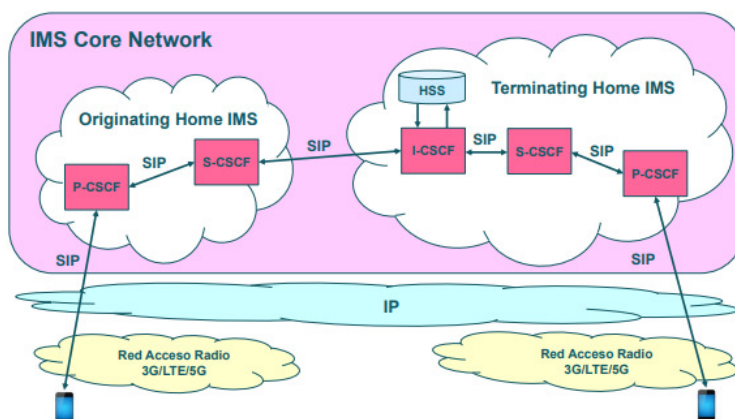 IMS Core Network
Originating Home IMS
Terminating Home IMS
HSS
SIP
S-CSCF
SIP
I-CSCF
SIP
S-CSCF
SIP
P-CSCF
P-CSCF
SIP
SIP
IP
Red Acceso Radio
3G/LTE/5G
Red Acceso Radio
3G/LTE/5G